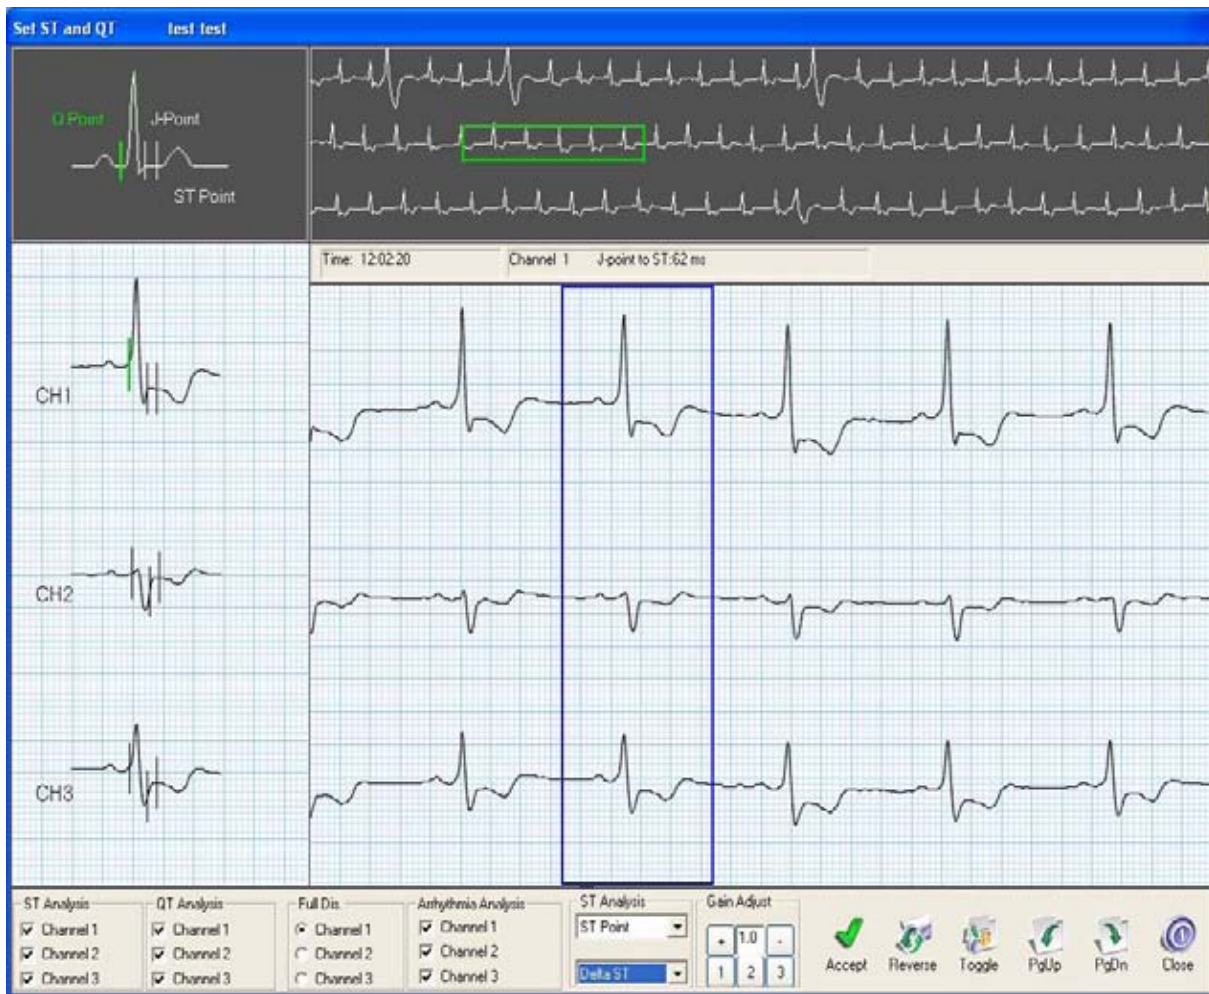 Set ST and QT test test
Q Point J-Point
ST Point
Time: 12:02:20 Channel 1 J-point to ST:62 ms
CH1
CH2
CH3
ST Analysis QT Analysis Full Dis. Arrhythmia Analysis ST Analysis Gain Adjust
Channel 1 Channel 1 Channel 1 Channel 1 ST Point + 1.0 -
Channel 2 Channel 2 Channel 2 Channel 2
Channel 3 Channel 3 Channel 3 Channel 3 Delta ST 1 2 3
Accept Reverse Toggle PgUp PgDn Close